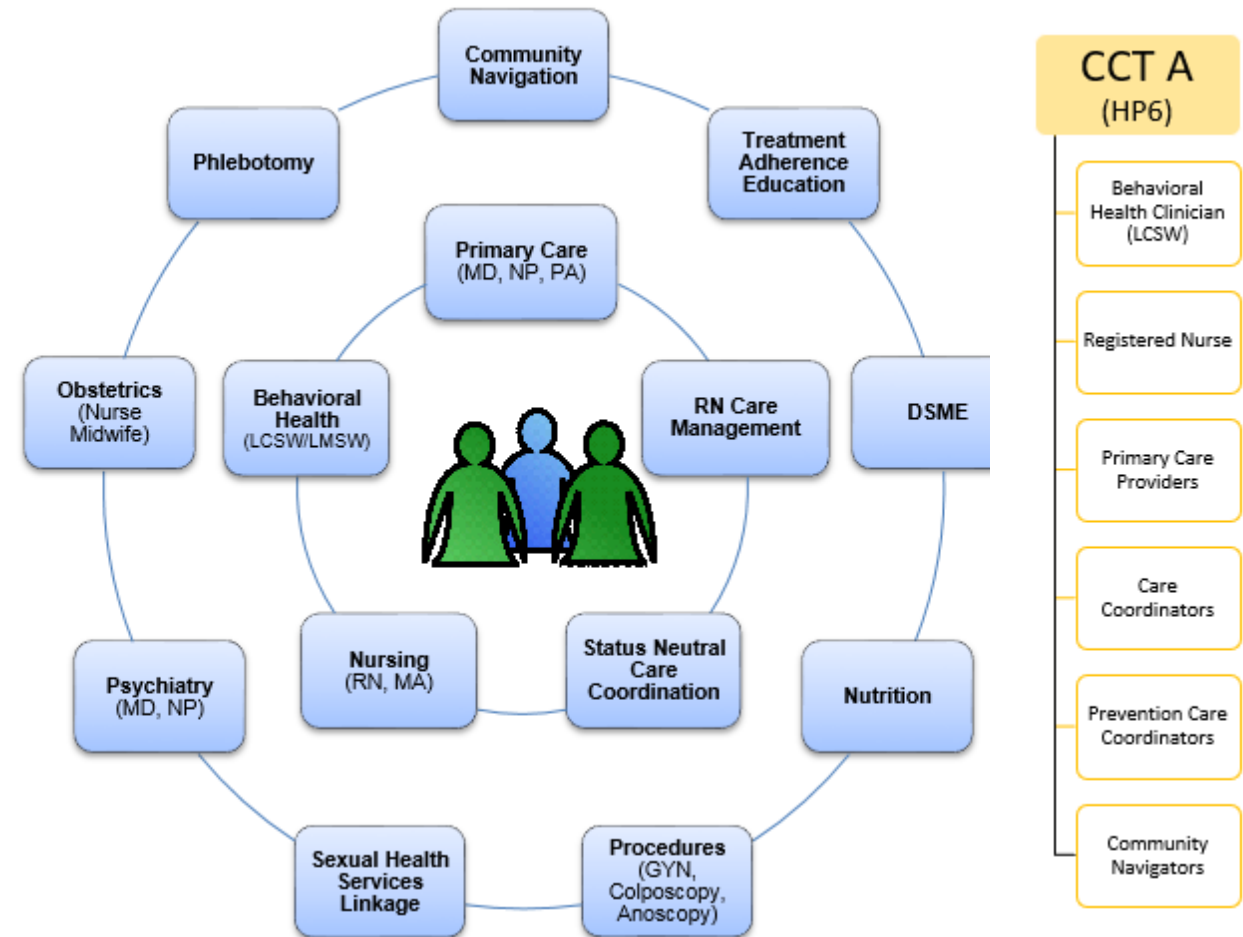 Community
Navigation
Treatment
Adherence
Education
DSME
Nutrition
Procedures
(GYN,
Colposcopy,
Anoscopy)
Sexual Health
Services
Linkage
Psychiatry
(MD, NP)
Obstetrics
(Nurse
Midwife)
Phlebotomy
Primary Care
(MD, NP, PA)
RN Care
Management
Status Neutral
Care
Coordination
Nursing
(RN, MA)
Behavioral
Health
(LCSW/LMSW)
CCT A
(HP6)
Behavioral
Health Clinician
(LCSW)
Registered Nurse
Primary Care
Providers
Care
Coordinators
Prevention Care
Coordinators
Community
Navigators